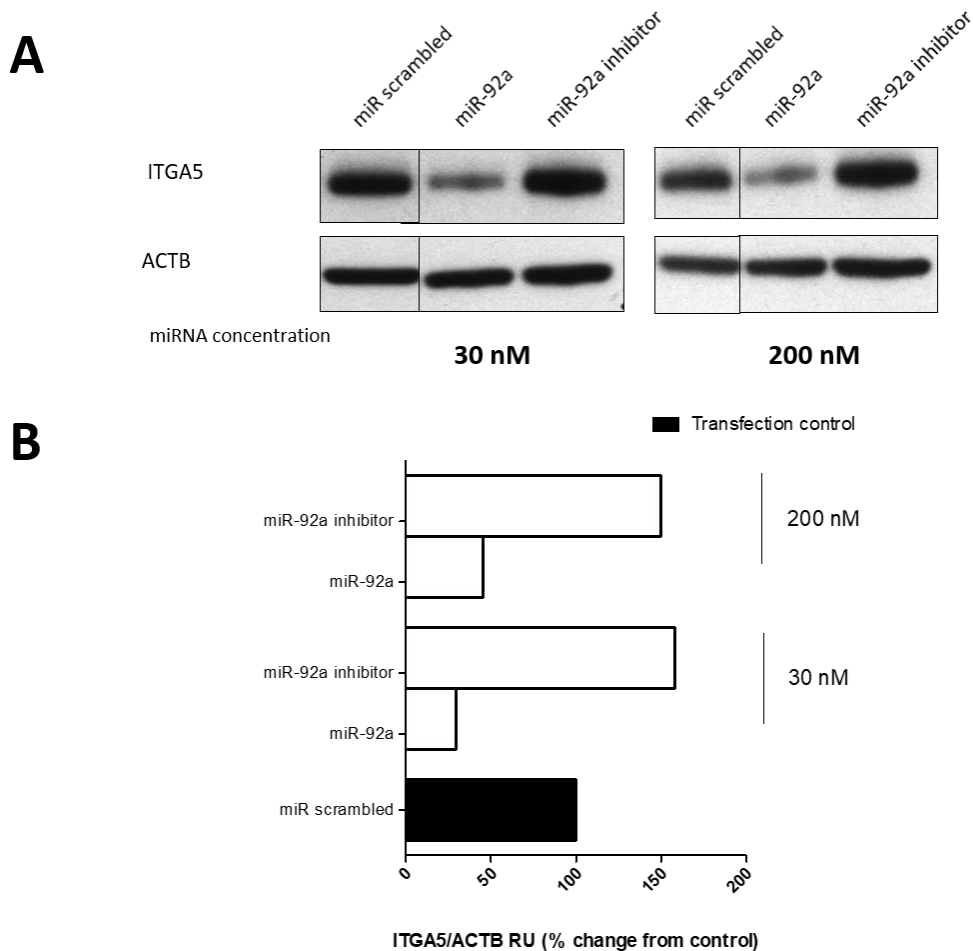 A
miR scrambled
miR-92a
miR-92a inhibitor
miR scrambled
miR-92a
miR-92a inhibitor
ITGA5
ACTB
miRNA concentration
30 nM
200 nM
B
Transfection control
miR-92a inhibitor
200 nM
miR-92a
miR-92a inhibitor
30 nM
miR-92a
miR scrambled
0
50
100
150
200
ITGA5/ACTB RU (% change from control)